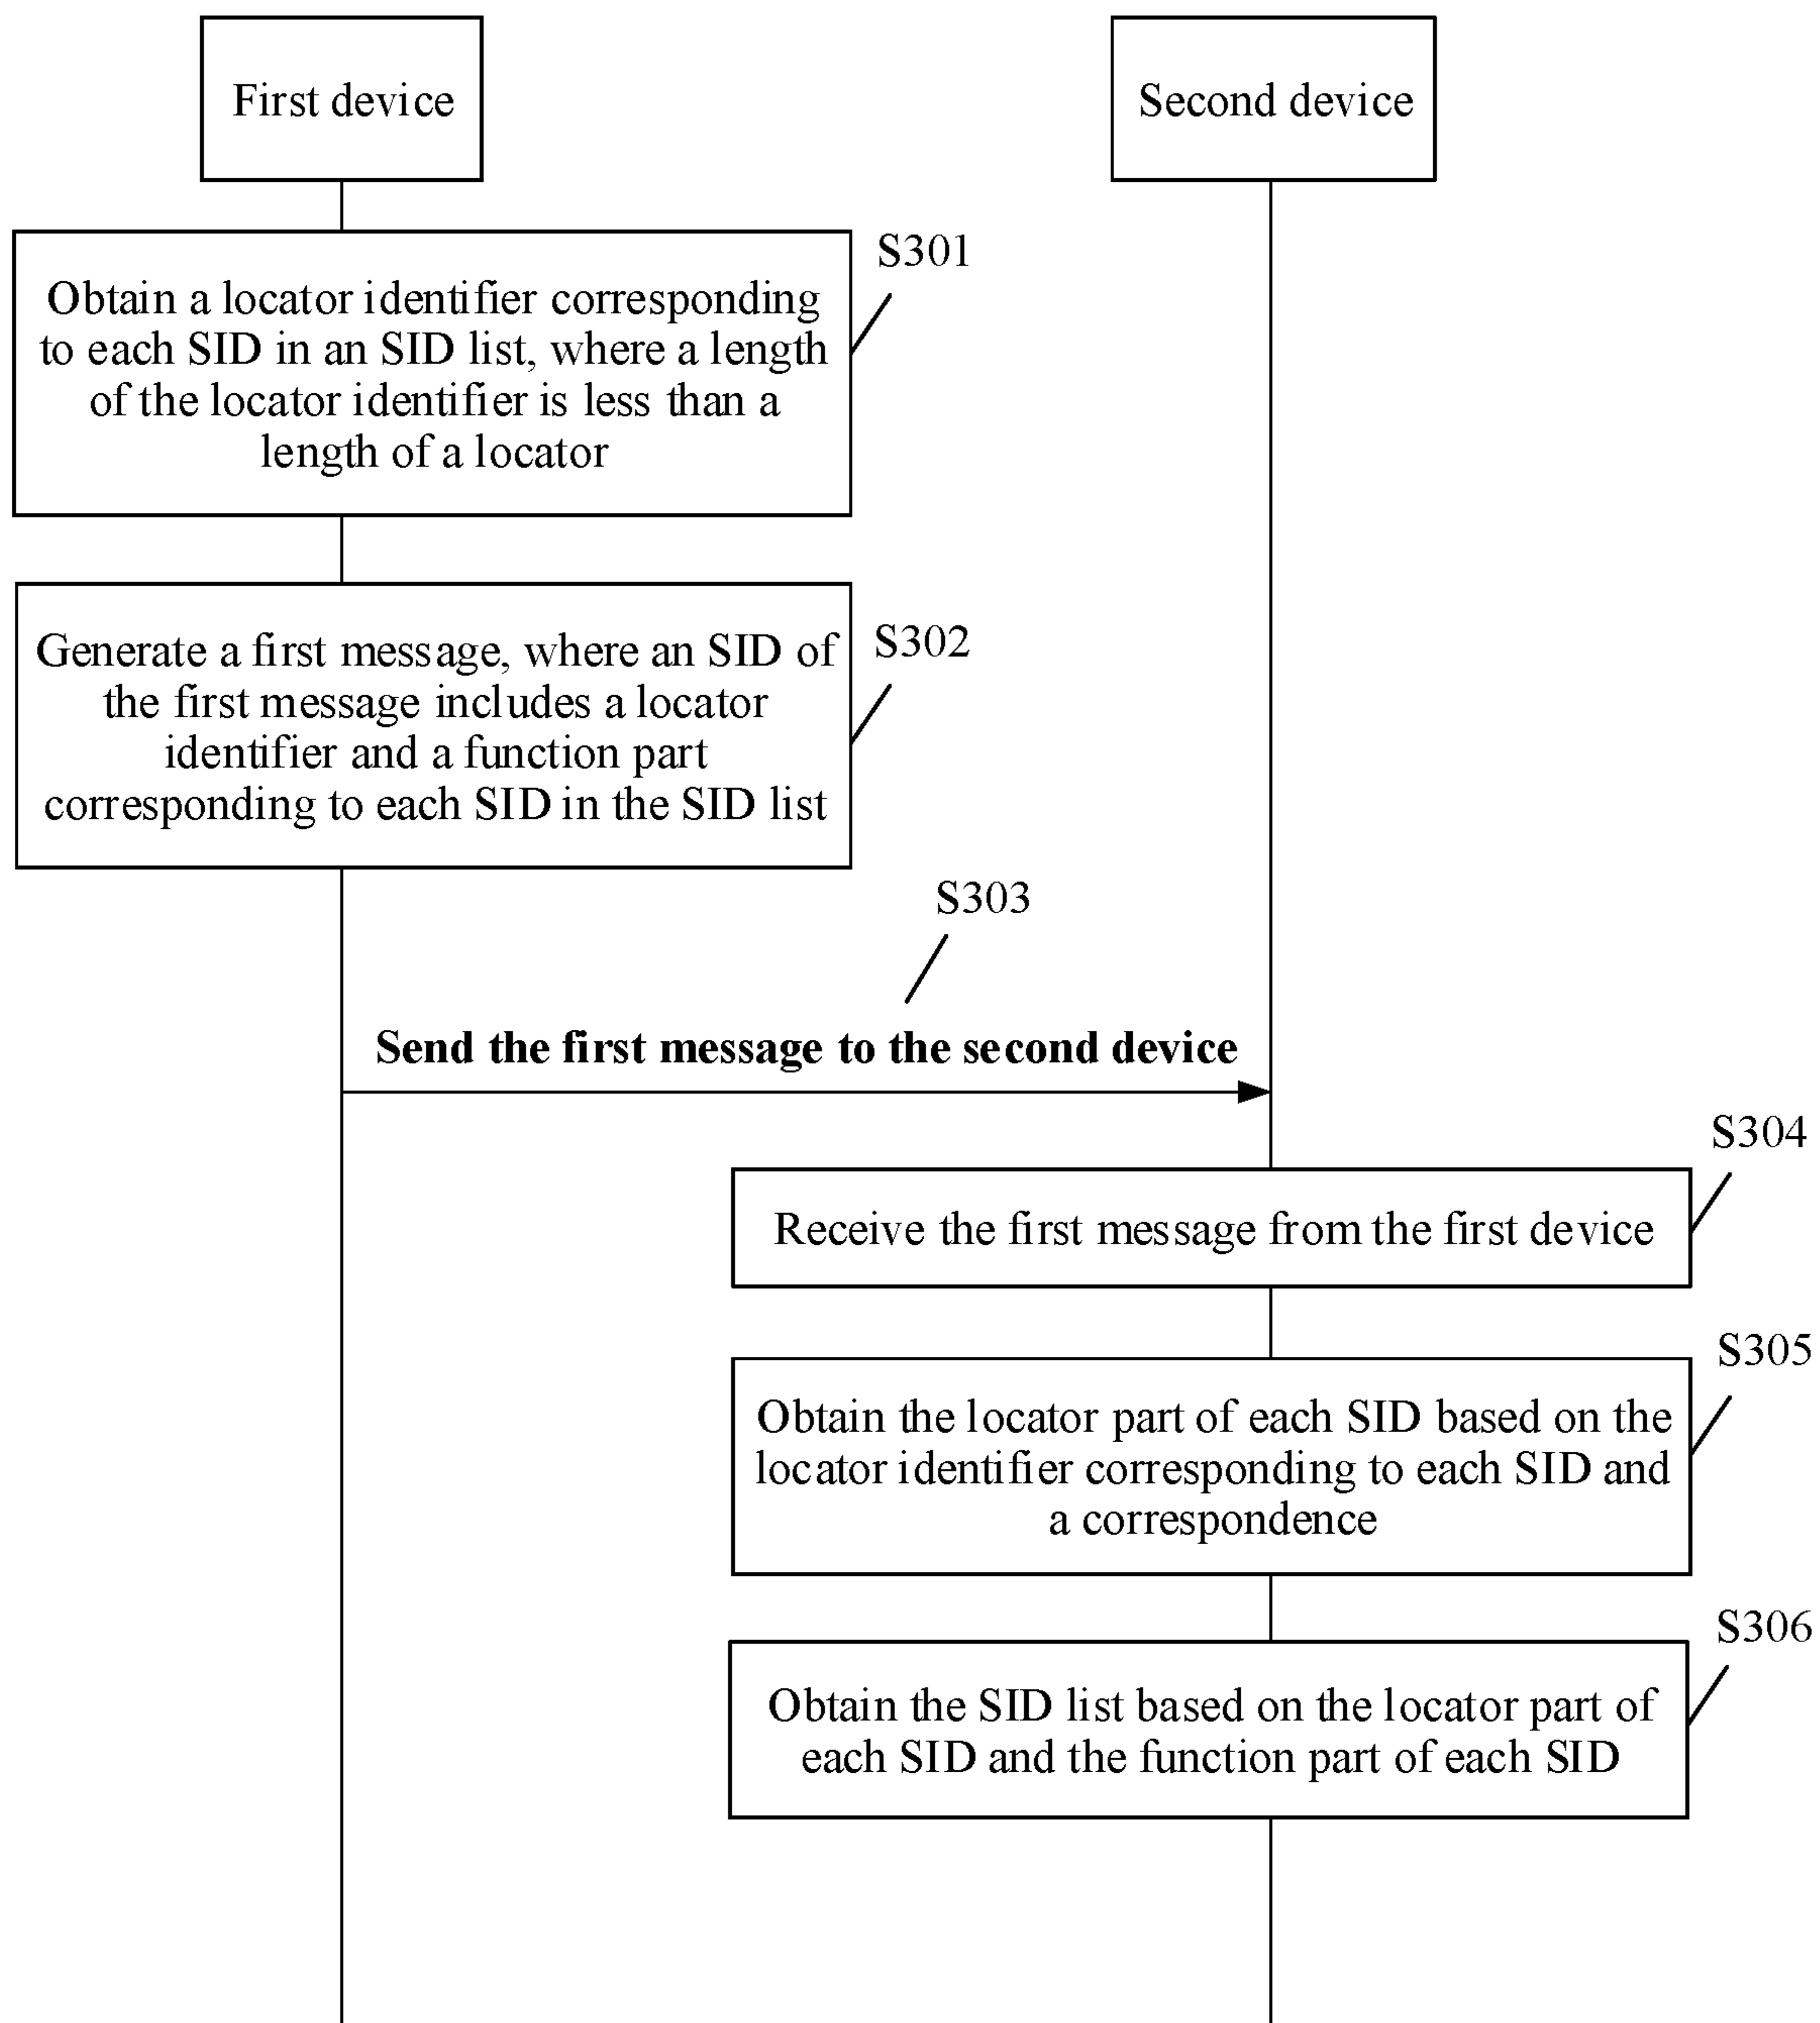 First device
Second device
S301
Obtain a locator identifier corresponding
to each SID in an SID list, where a length
of the locator identifier is less than a
length of a locator
S302
Generate a first message, where an SID of
the first message includes a locator
identifier and a function part
corresponding to each SID in the SID list
S303
Send the first message to the second device
S304
Receive the first message from the first device
S305
Obtain the locator part of each SID based on the
locator identifier corresponding to each SID and
a correspondence
S306
Obtain the SID list based on the locator part of
each SID and the function part of each SID